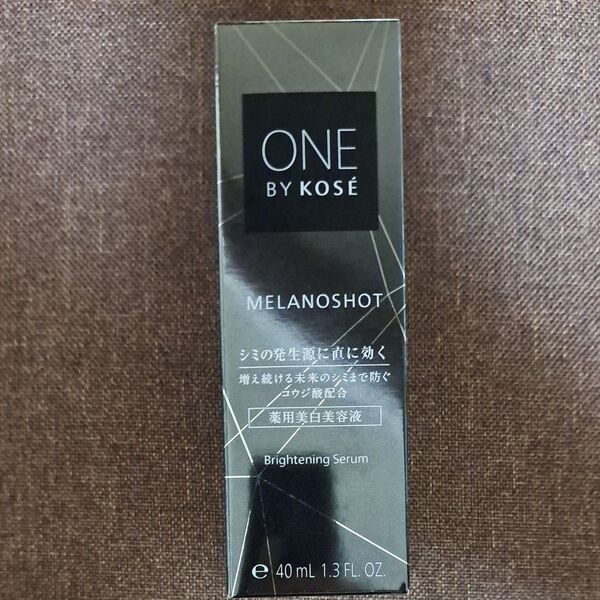 ONE
BY KOSÉ
MELANOSHOT
シミの発生源に直に効く
増え続ける未来のシミまで防ぐ
コウジ酸配合
薬用美白美容液
Brightening Serum
℮ 40 mL 1.3 FL. OZ.